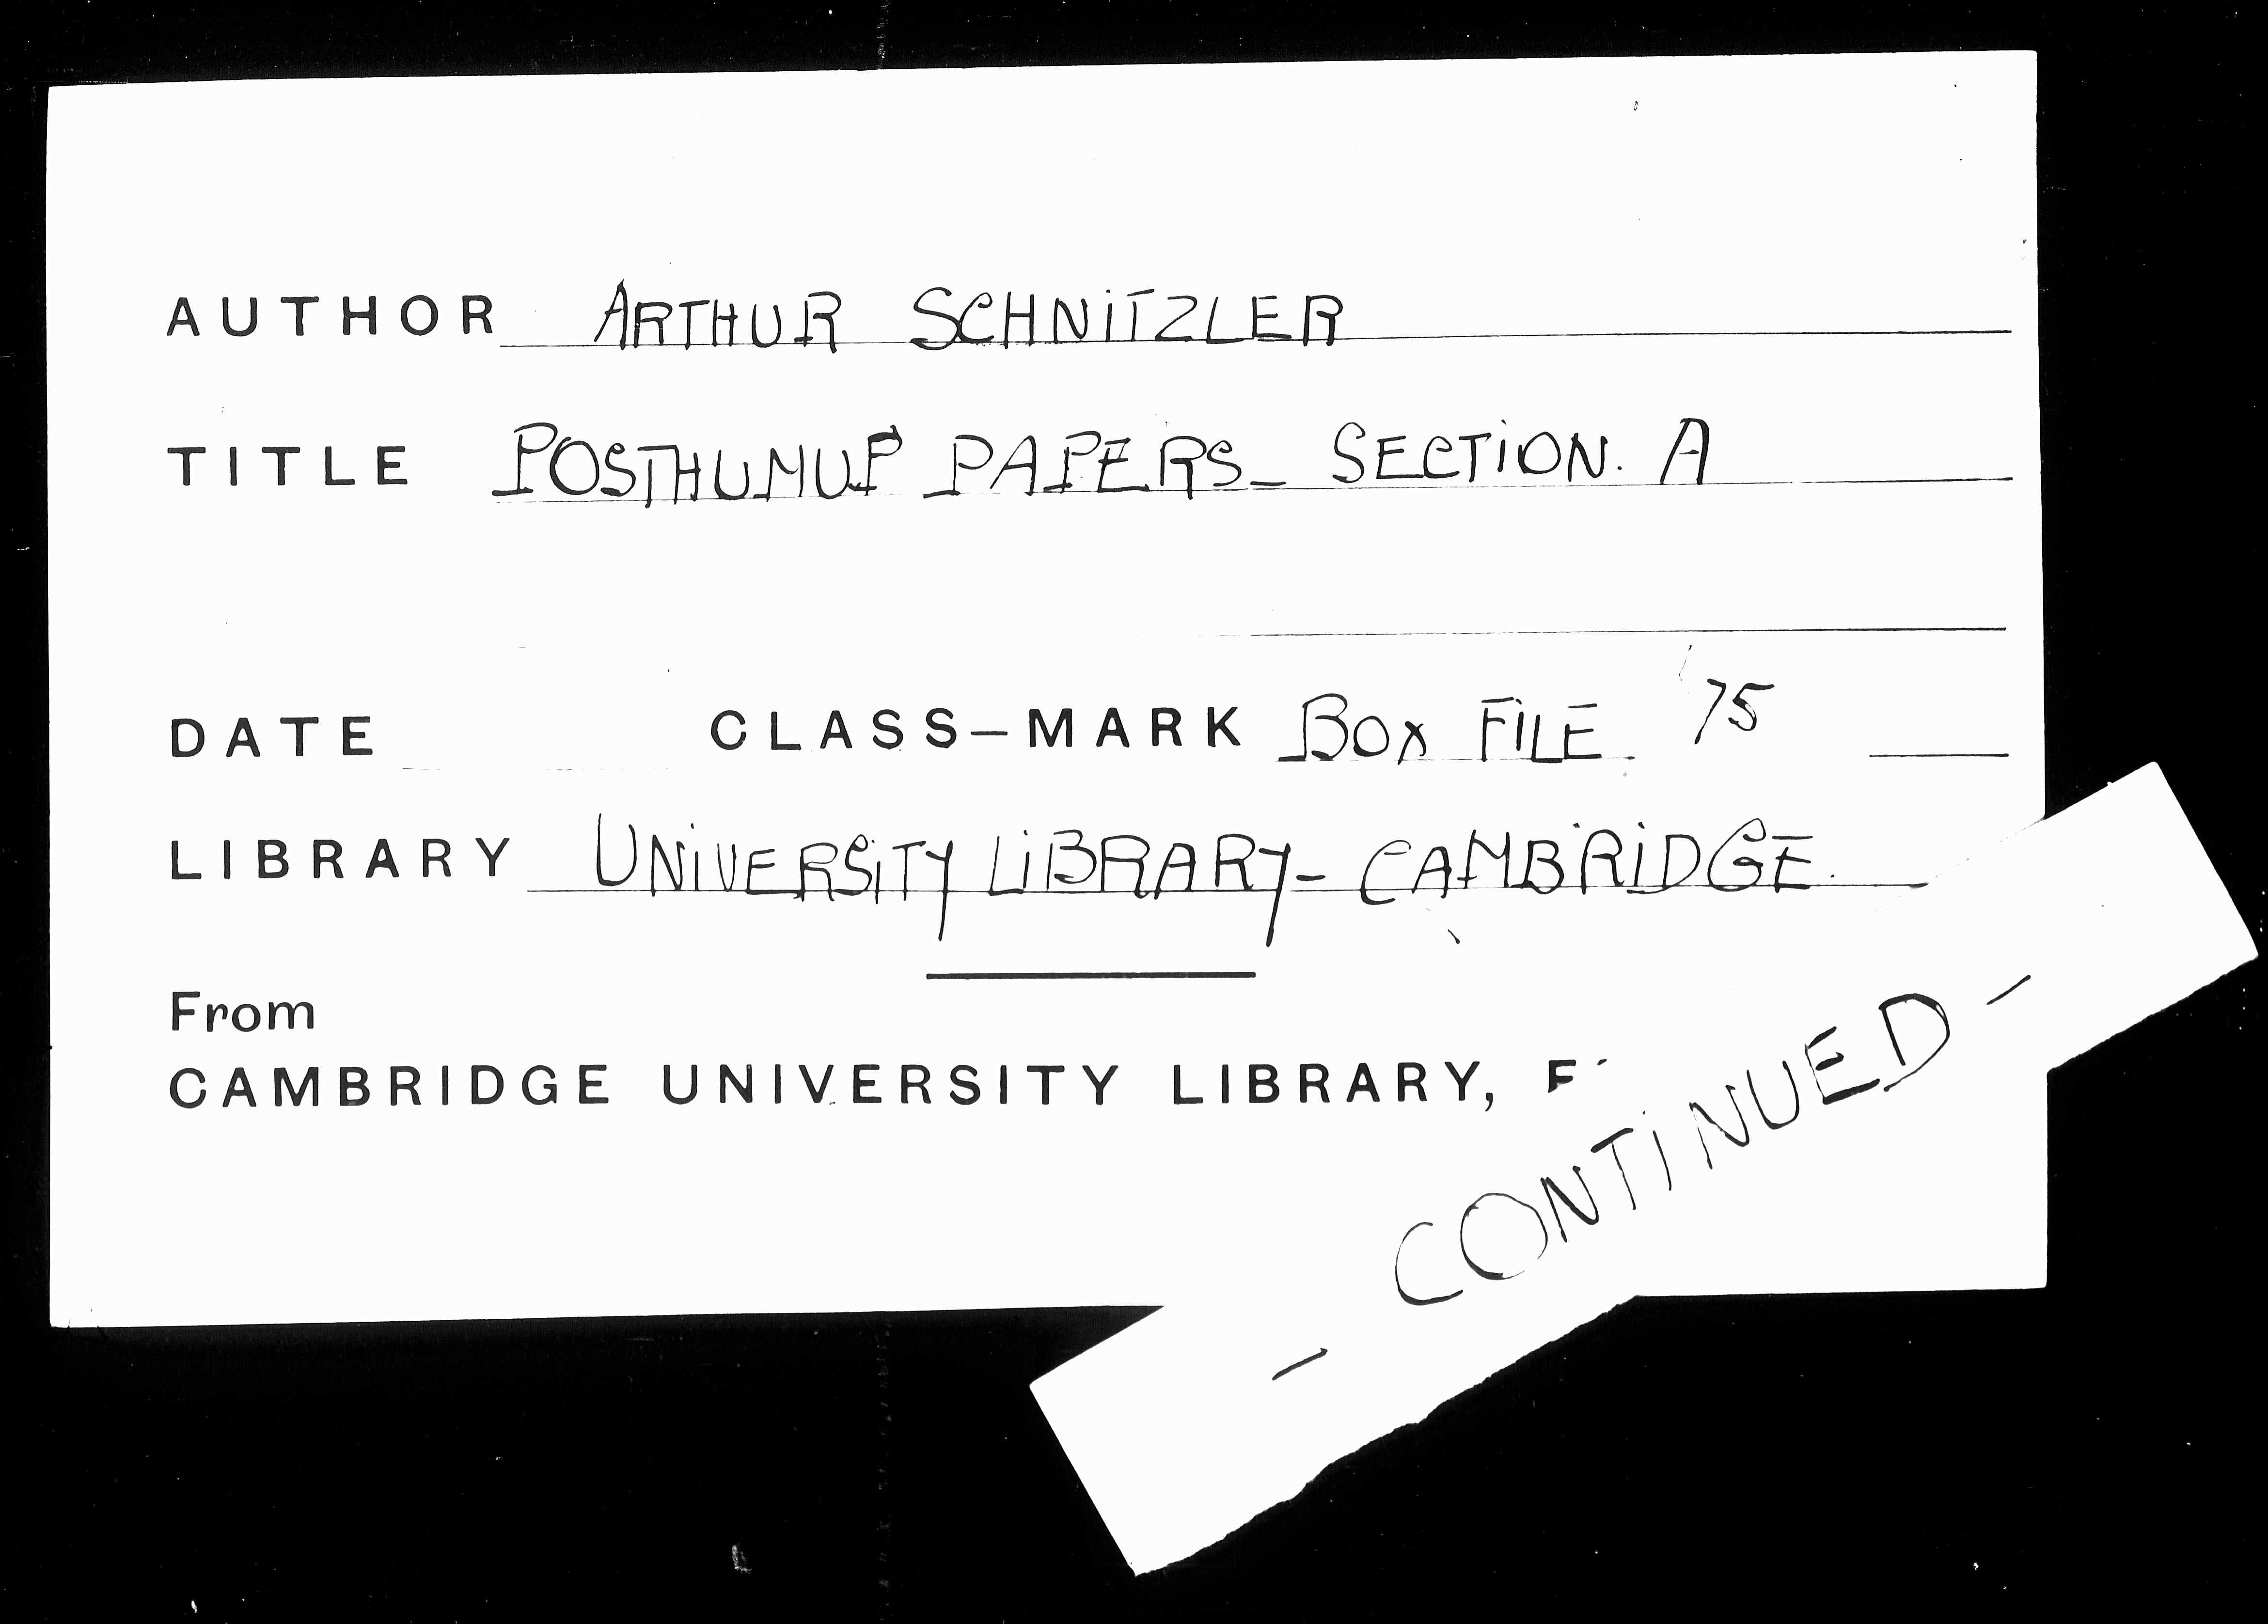 AUTHOR ARTHUR SCHNITZLER
TITLE POSTHUMUP PAPERS_ SECTION. A
DATE CLASS-MARK BOX FILE 75
LIBRARY UNIVERSITY LIBRARY- CAMBRIDGE.
From
CAMBRIDGE UNIVERSITY LIBRARY,
- CONTINUED -